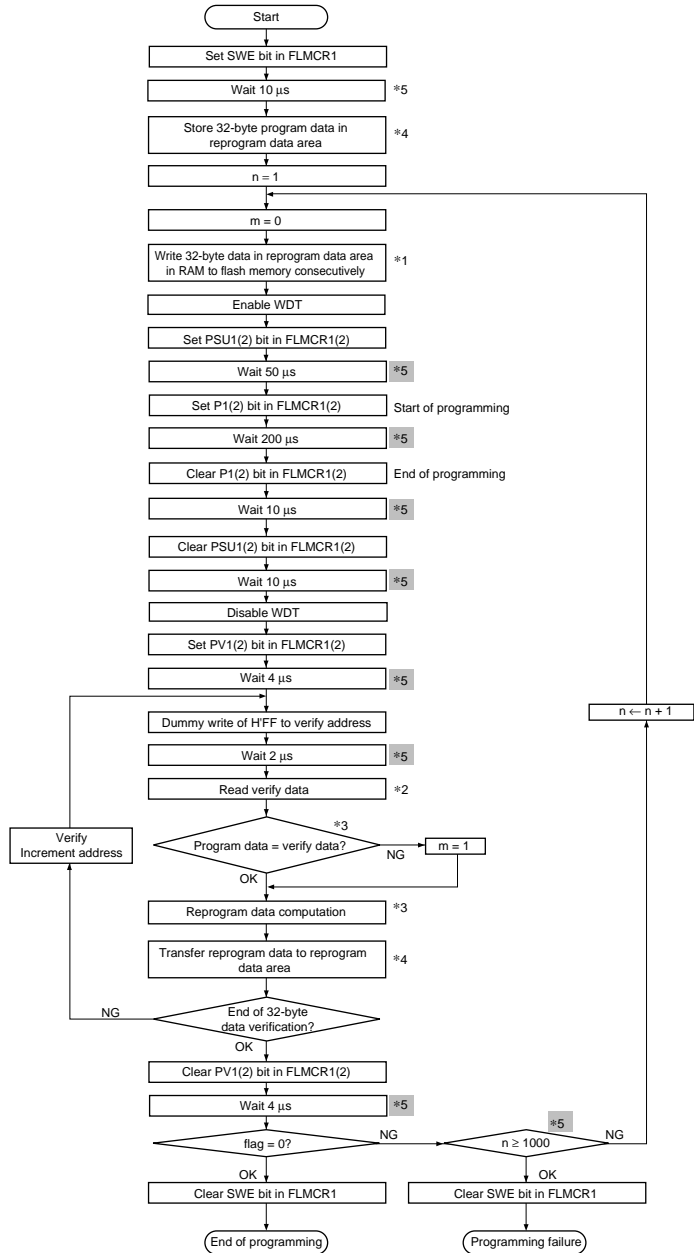 Start
Set SWE bit in FLMCR1
Wait 10 µs
*5
Store 32-byte program data in
reprogram data area
*4
n = 1
m = 0
Write 32-byte data in reprogram data area
in RAM to flash memory consecutively
*1
Enable WDT
Set PSU1(2) bit in FLMCR1(2)
Wait 50 µs
*5
Set P1(2) bit in FLMCR1(2)
Start of programming
Wait 200 µs
*5
Clear P1(2) bit in FLMCR1(2)
End of programming
Wait 10 µs
*5
Clear PSU1(2) bit in FLMCR1(2)
Wait 10 µs
*5
Disable WDT
Set PV1(2) bit in FLMCR1(2)
Wait 4 µs
*5
n ← n + 1
Dummy write of H'FF to verify address
Wait 2 µs
*5
Read verify data
*2
Verify
Increment address
*3
Program data = verify data?
NG
m = 1
OK
Reprogram data computation
*3
Transfer reprogram data to reprogram
data area
*4
NG
End of 32-byte
data verification?
OK
Clear PV1(2) bit in FLMCR1(2)
Wait 4 µs
*5
flag = 0?
NG
*5
n ≥ 1000
NG
OK
OK
Clear SWE bit in FLMCR1
Clear SWE bit in FLMCR1
End of programming
Programming failure